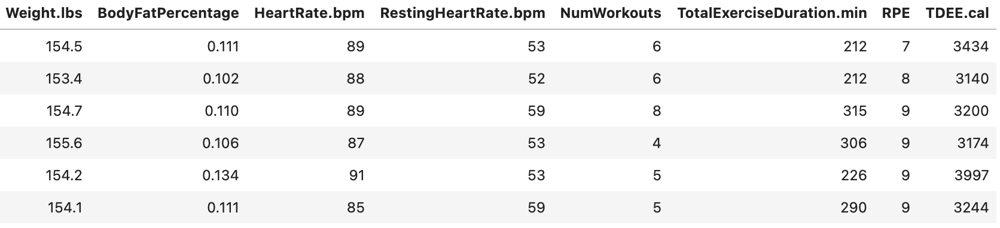 Weight.lbs BodyFatPercentage HeartRate.bpm RestingHeartRate.bpm NumWorkouts TotalExerciseDuration.min RPE TDEE.cal
154.5 0.111 89 53 6 212 7 3434
153.4 0.102 88 52 6 212 8 3140
154.7 0.110 89 59 8 315 9 3200
155.6 0.106 87 53 4 306 9 3174
154.2 0.134 91 53 5 226 9 3997
154.1 0.111 85 59 5 290 9 3244